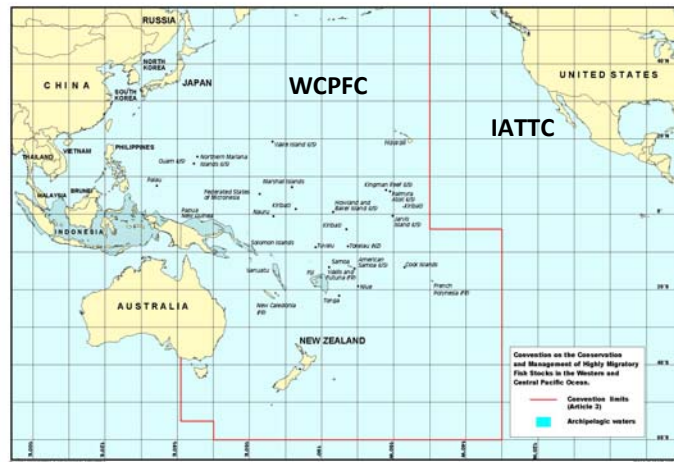 RUSSIA
CHINA
NORTH
KOREA
SOUTH
KOREA
JAPAN
WCPFC
IATTC
UNITED STATES
THAILAND
VIETNAM
PHILIPPINES
MALAYSIA
BRUNEI
INDONESIA
Guam (US)
Northern Mariana
Islands (US)
Wake Island (US)
Palau
Federated States
of Micronesia
Marshall Islands
Papua
New Guinea
Nauru
Kiribati
Howland and
Baker Island (US)
Kingman Reef (US)
Kiribati
Jarvis
Island (US)
Kiribati
Solomon Islands
Tuvalu
Tokelau (NZ)
Vanuatu
Fiji
Samoa
Wallis and
Futuna (FR)
American
Samoa (US)
Cook Islands
Niue
Tonga
French
Polynesia (FR)
New Caledonia
(FR)
AUSTRALIA
NEW ZEALAND
Convention on the Conservation
and Management of Highly Migratory
Fish Stocks in the Western and
Central Pacific Ocean.
Convention limits
(Article 3)
Archipelagic waters